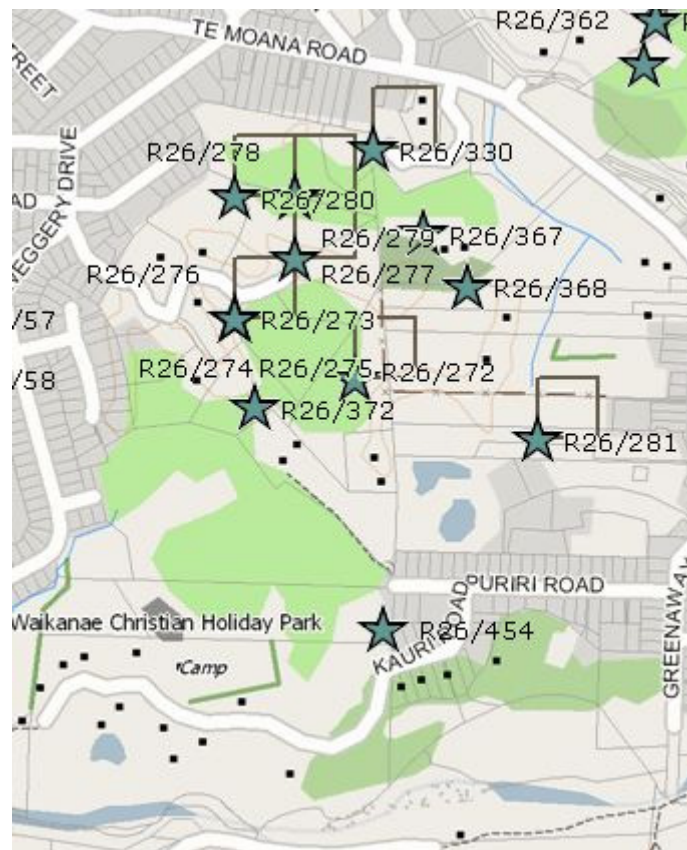 R26/362
R
TE MOANA ROAD
STREET
R26/278
R26/330
AD
R26/280
R26/279
R26/367
EGGERY DRIVE
R26/276
R26/277
R26/368
/57
R26/273
R26/274
R26/275
R26/272
/58
R26/372
R26/281
PURIRI ROAD
Waikanae Christian Holiday Park
R26/454
KAURI ROAD
Camp
GREENAWAY